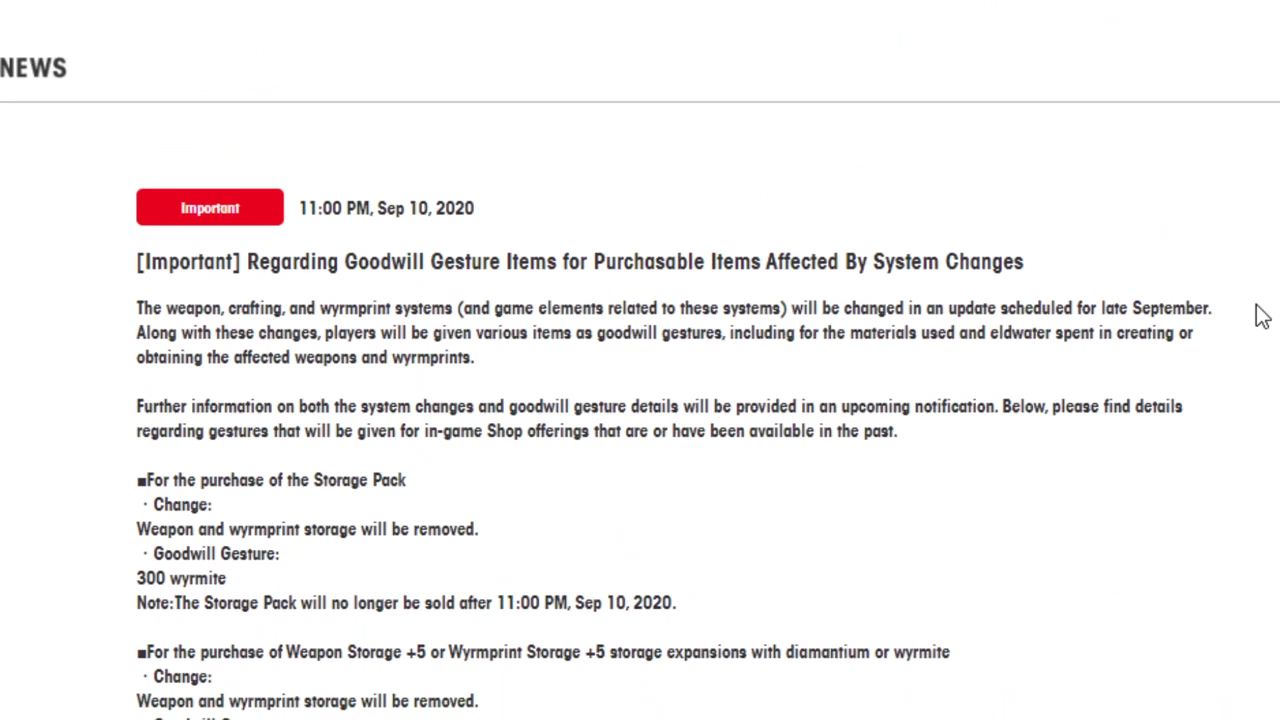 NEWS
Important 11:00 PM, Sep 10, 2020
[Important] Regarding Goodwill Gesture Items for Purchasable Items Affected By System Changes
The weapon, crafting, and wyrmprint systems (and game elements related to these systems) will be changed in an update scheduled for late September.
Along with these changes, players will be given various items as goodwill gestures, including for the materials used and eldwater spent in creating or
obtaining the affected weapons and wyrmprints.
Further information on both the system changes and goodwill gesture details will be provided in an upcoming notification. Below, please find details
regarding gestures that will be given for in-game Shop offerings that are or have been available in the past.
■For the purchase of the Storage Pack
・Change:
Weapon and wyrmprint storage will be removed.
・Goodwill Gesture:
300 wyrmite
Note:The Storage Pack will no longer be sold after 11:00 PM, Sep 10, 2020.
■For the purchase of Weapon Storage +5 or Wyrmprint Storage +5 storage expansions with diamantium or wyrmite
・Change:
Weapon and wyrmprint storage will be removed.